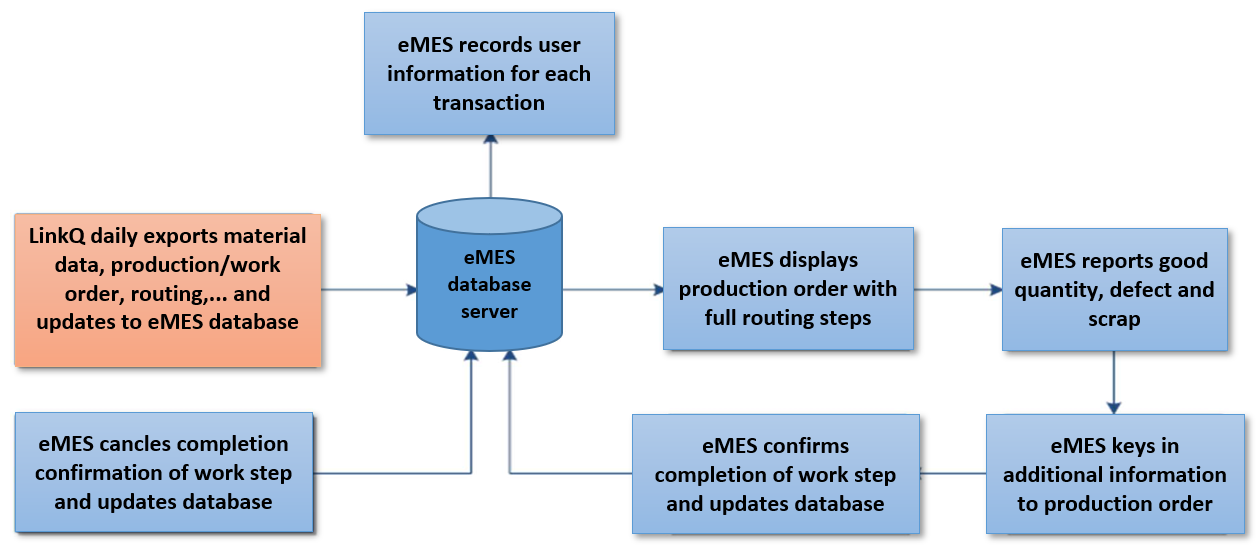 eMES records user
information for each
transaction
LinkQ daily exports material
data, production/work
order, routing,... and
updates to eMES database
eMES
database
server
eMES displays
production order with
full routing steps
eMES reports good
quantity, defect and
scrap
eMES cancles completion
confirmation of work step
and updates database
eMES confirms
completion of work step
and updates database
eMES keys in
additional information
to production order